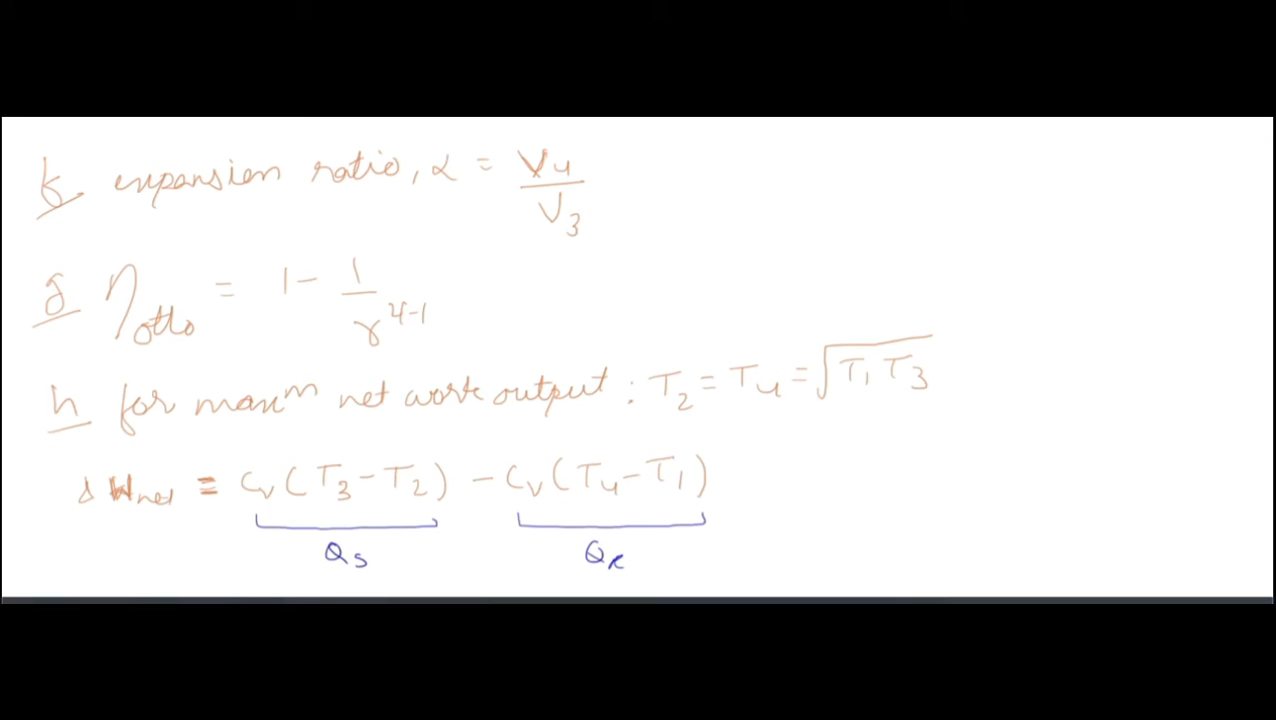 f expansion ratio, α = V4/V3
g ηotto = 1 - 1/r^(γ-1)
h for maxᵐ net work output : T2 = T4 = √(T1 T3)
Wnet = Cv(T3 - T2) - Cv(T4 - T1)
Qs QR